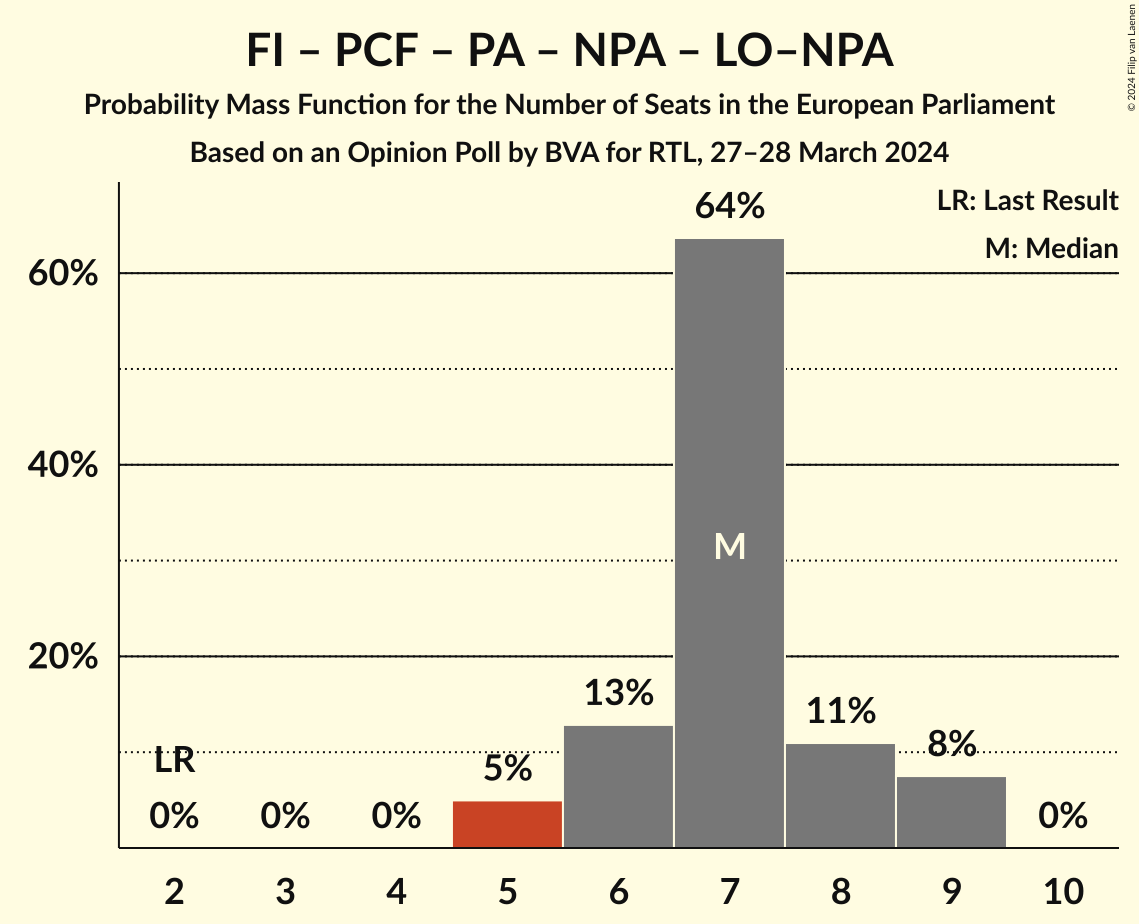 FI – PCF – PA – NPA – LO–NPA
Probability Mass Function for the Number of Seats in the European Parliament
Based on an Opinion Poll by BVA for RTL, 27–28 March 2024
© 2024 Filip van Laenen
LR: Last Result
M: Median
64%
60%
40%
M
20%
13%
11%
8%
LR
5%
0% 0% 0% 0%
2 3 4 5 6 7 8 9 10